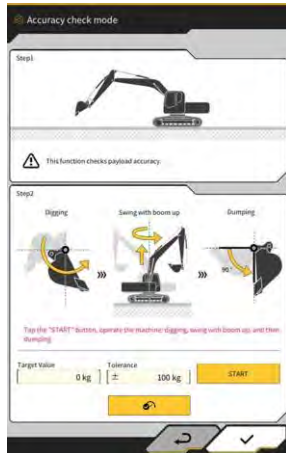 Accuracy check mode
Step1
This function checks payload accuracy.
Step2
Digging
Swing with boom up
Dumping
90°
Tap the "START" button, operate the machine: digging, swing with boom up, and then
dumping
Target Value
Tolerance
0 kg
± 100 kg
START